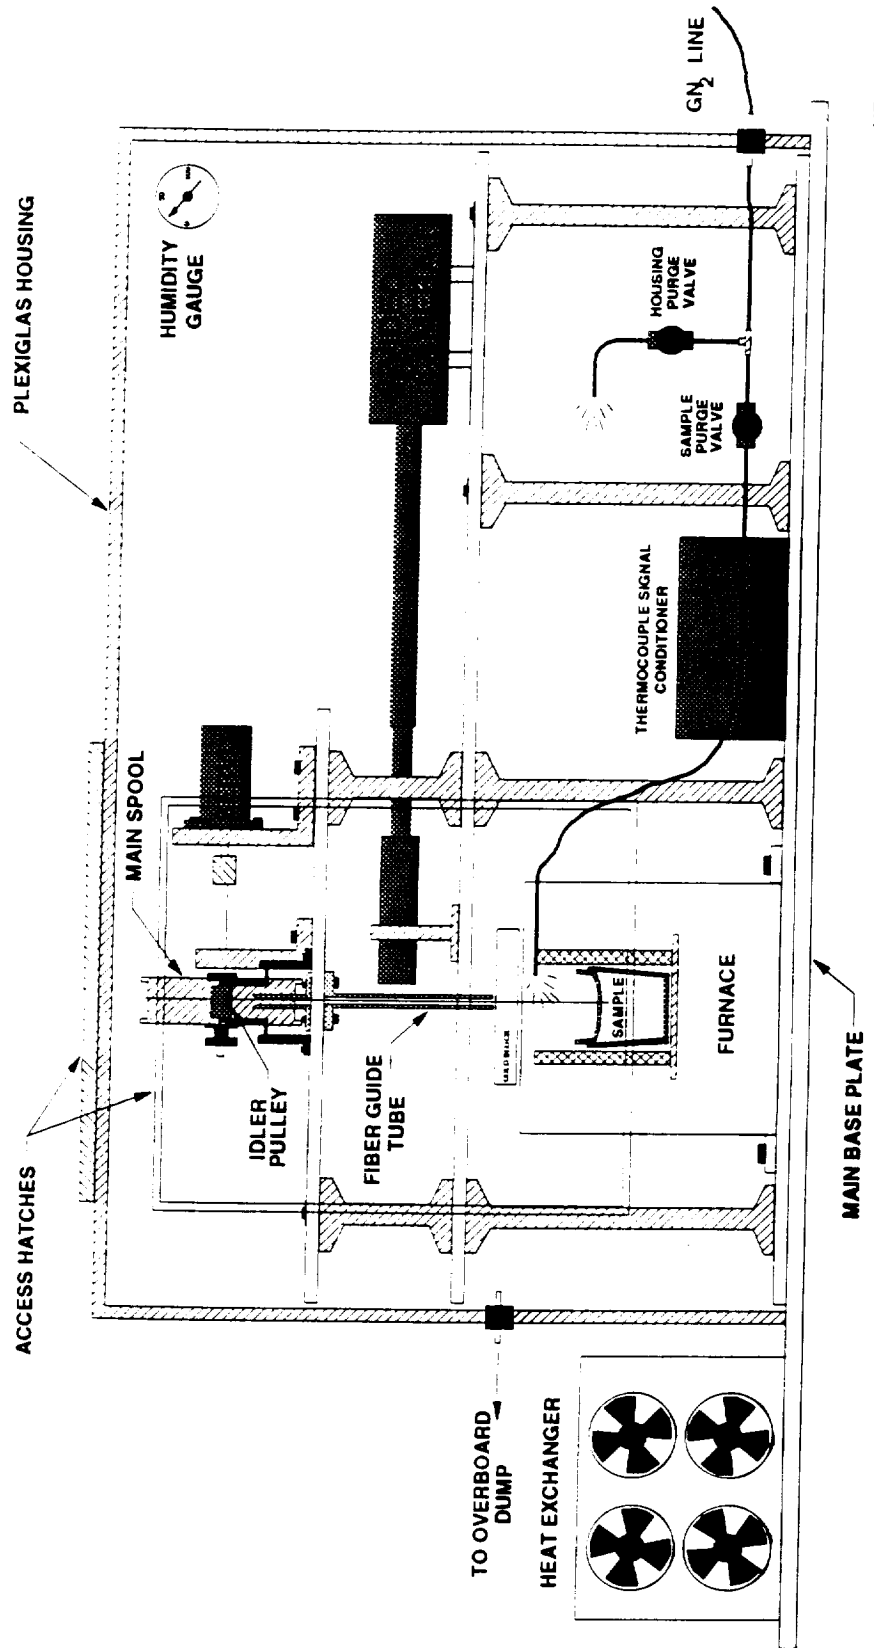 PLEXIGLAS HOUSING
ACCESS HATCHES
MAIN SPOOL
HUMIDITY
GAUGE
IDLER
PULLEY
FIBER GUIDE
TUBE
TO OVERBOARD
DUMP
HEAT EXCHANGER
SAMPLE
FURNACE
THERMOCOUPLE SIGNAL
CONDITIONER
SAMPLE
PURGE
VALVE
HOUSING
PURGE
VALVE
GN2 LINE
MAIN BASE PLATE